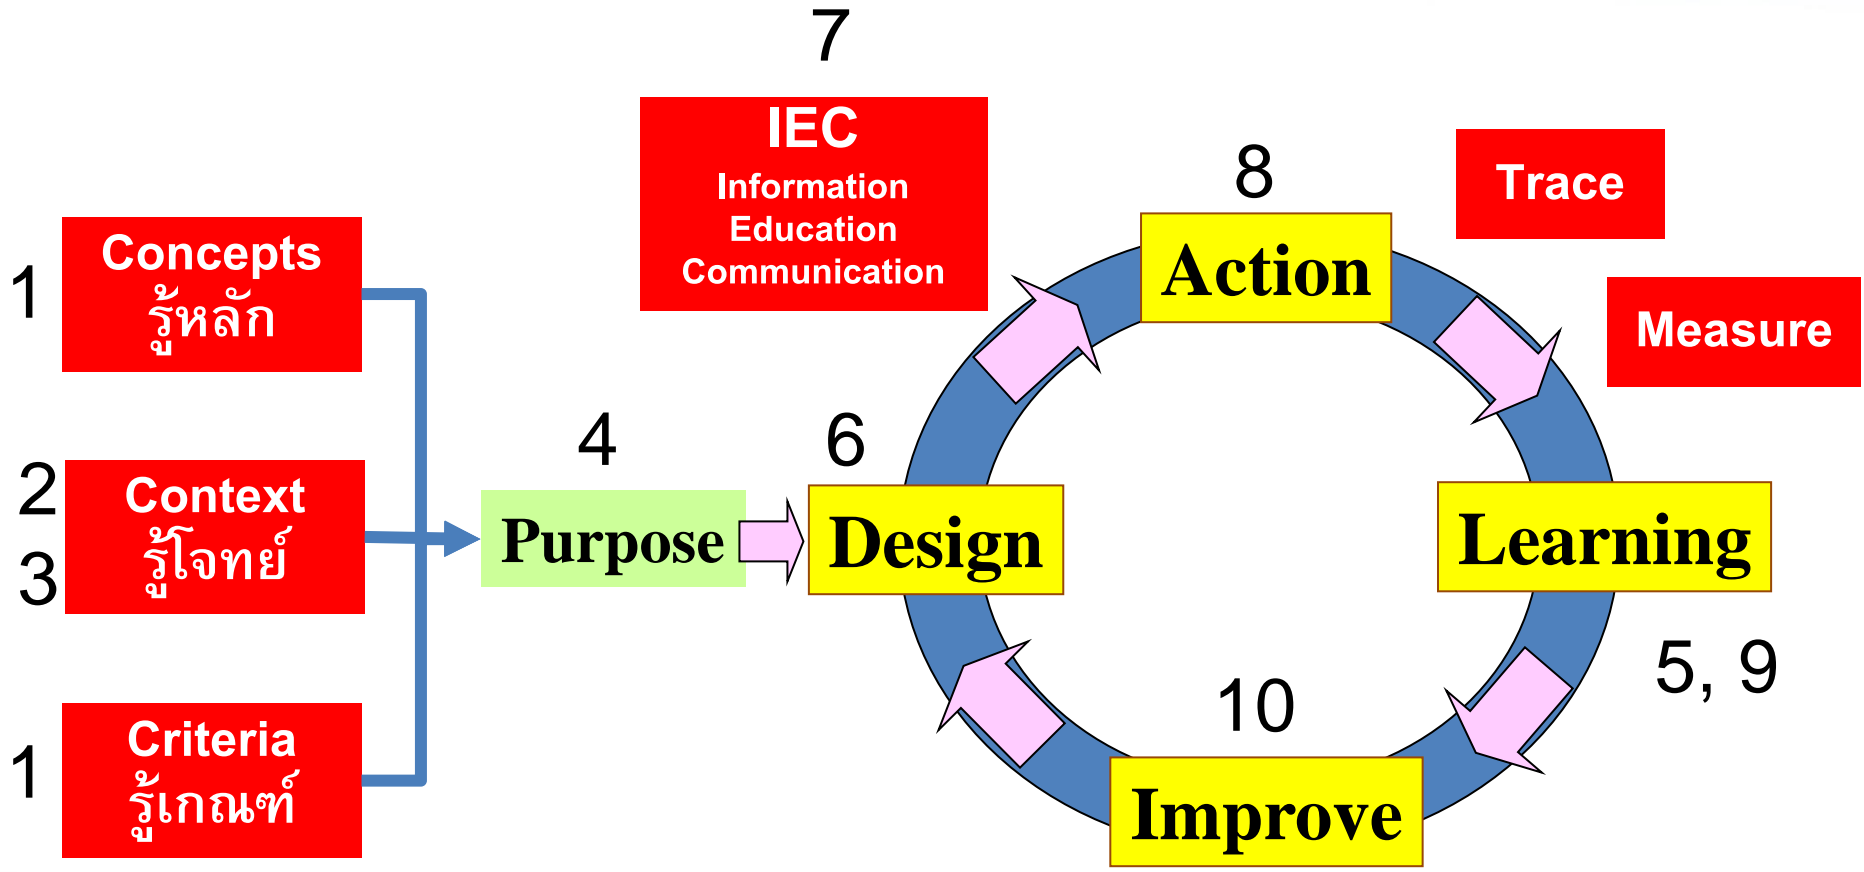 7
IEC
Information
Education
Communication
8
Trace
Action
Measure
1
Concepts
รู้หลัก
2
3
Context
รู้โจทย์
4
Purpose
6
Design
Learning
5, 9
1
Criteria
รู้เกณฑ์
10
Improve